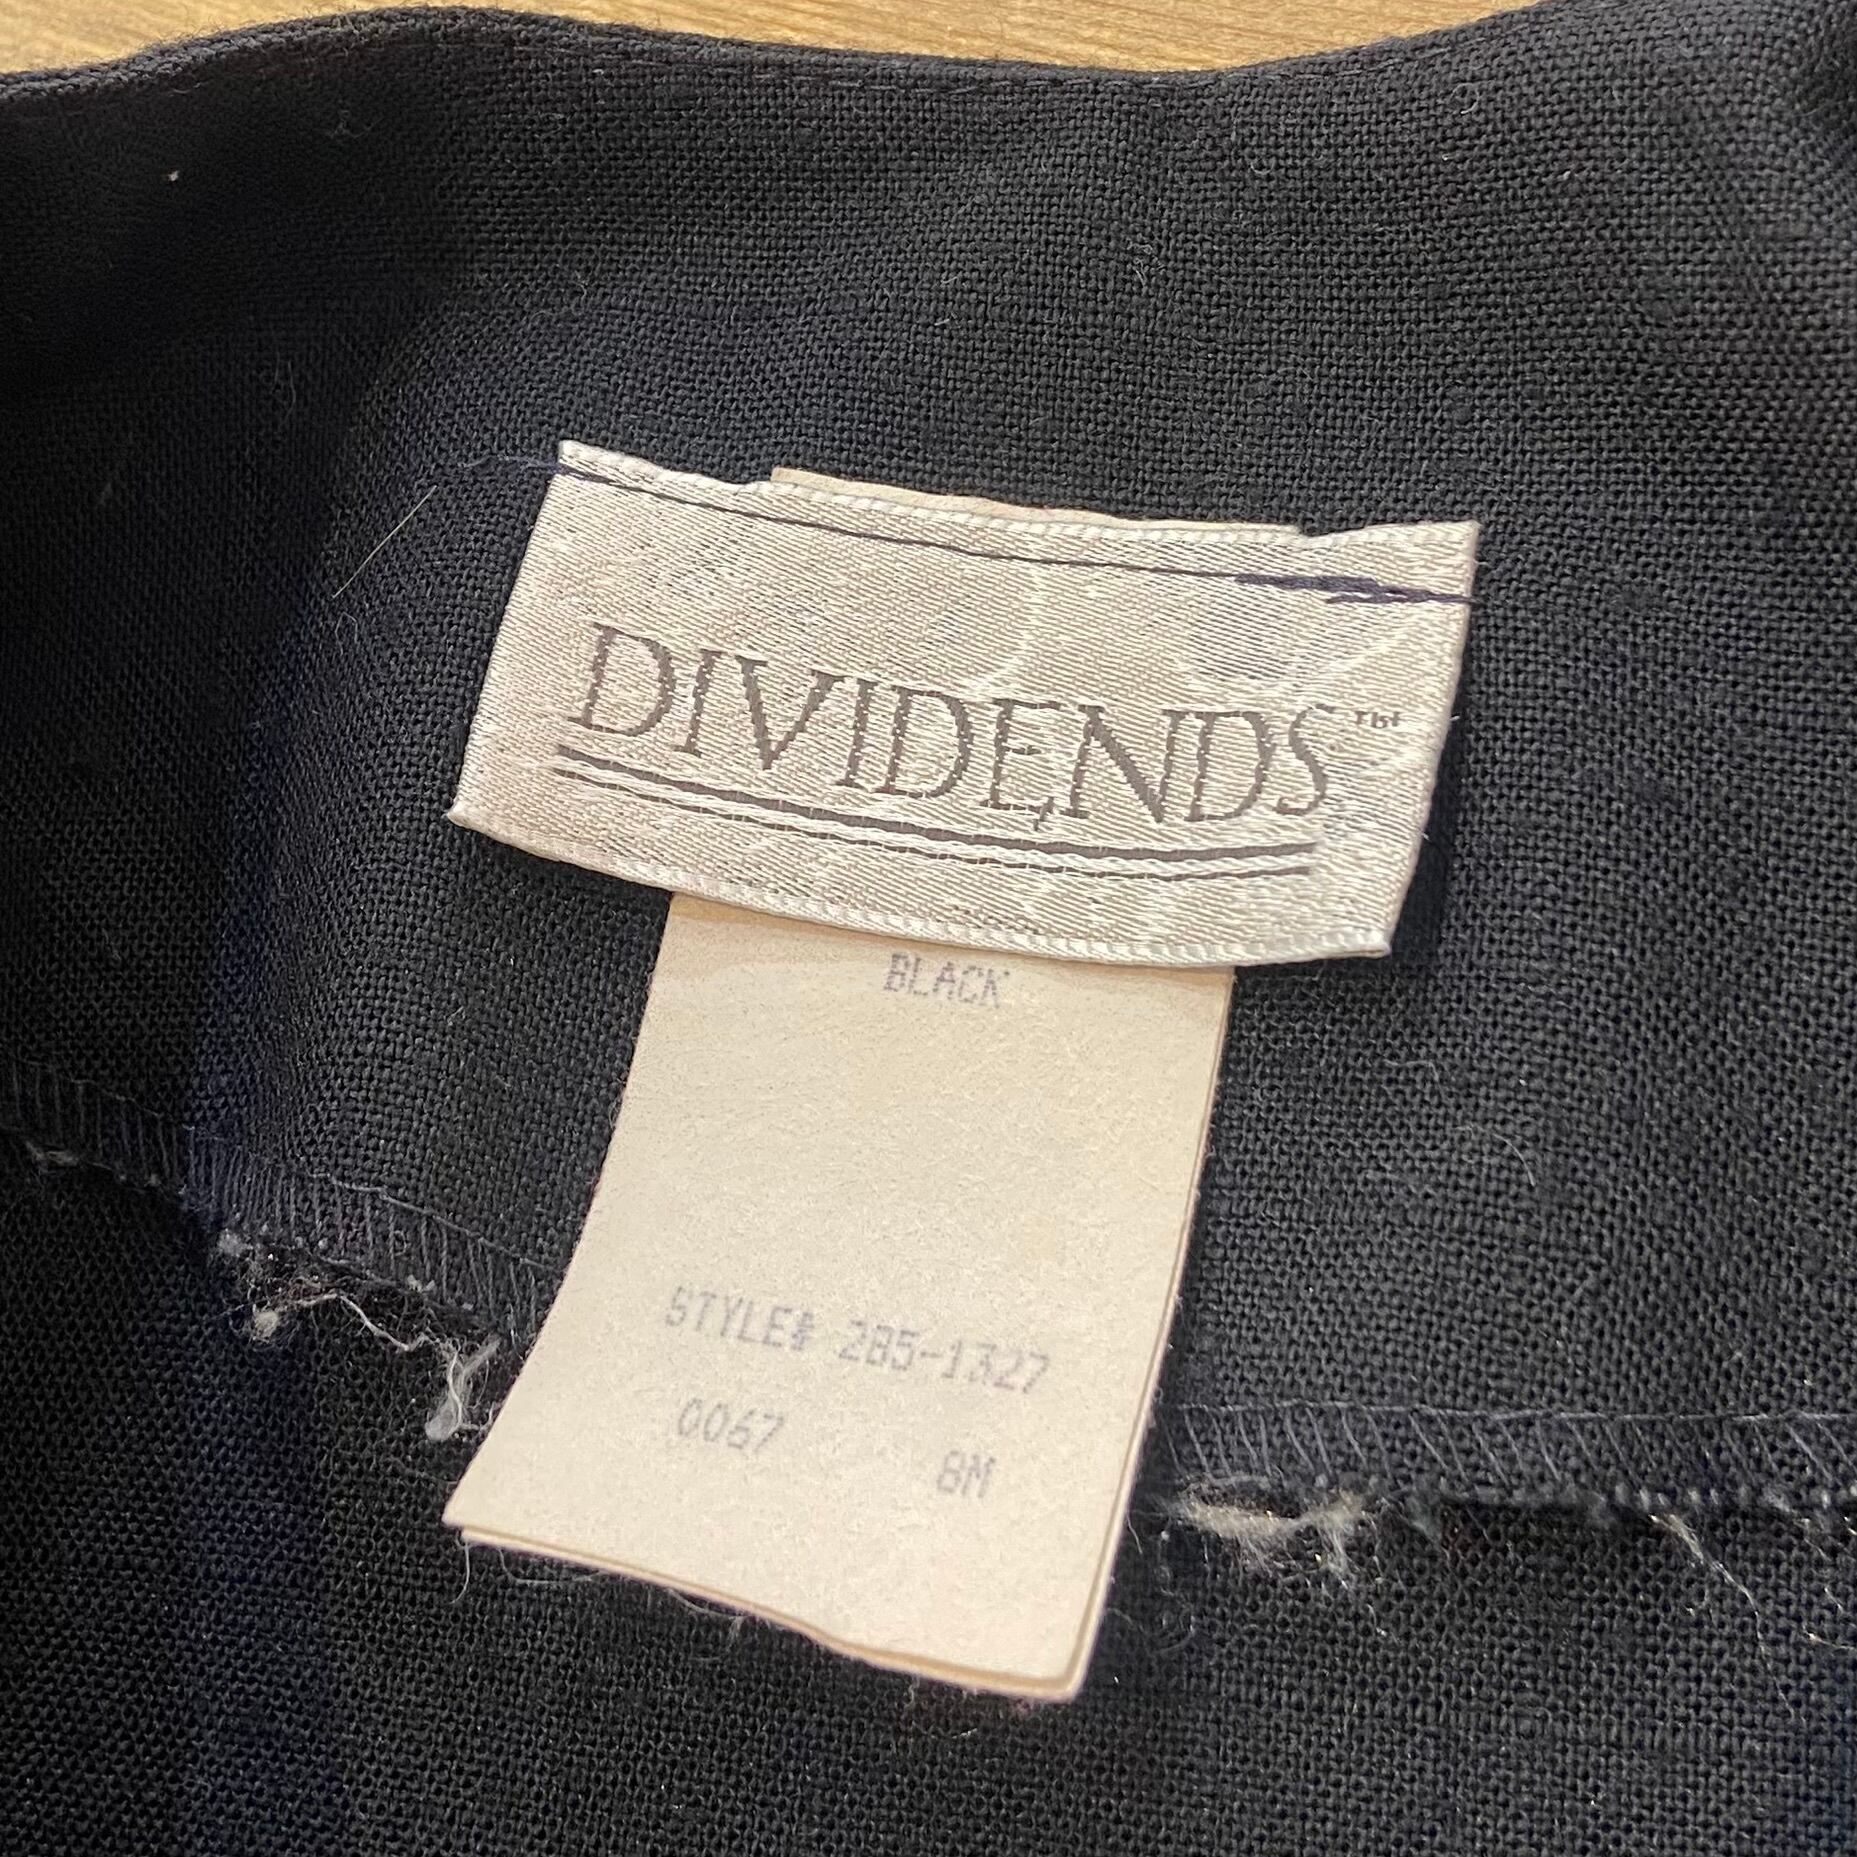 DIVIDENDS™
BLACK
STYLE# 285-1327
0067 8M